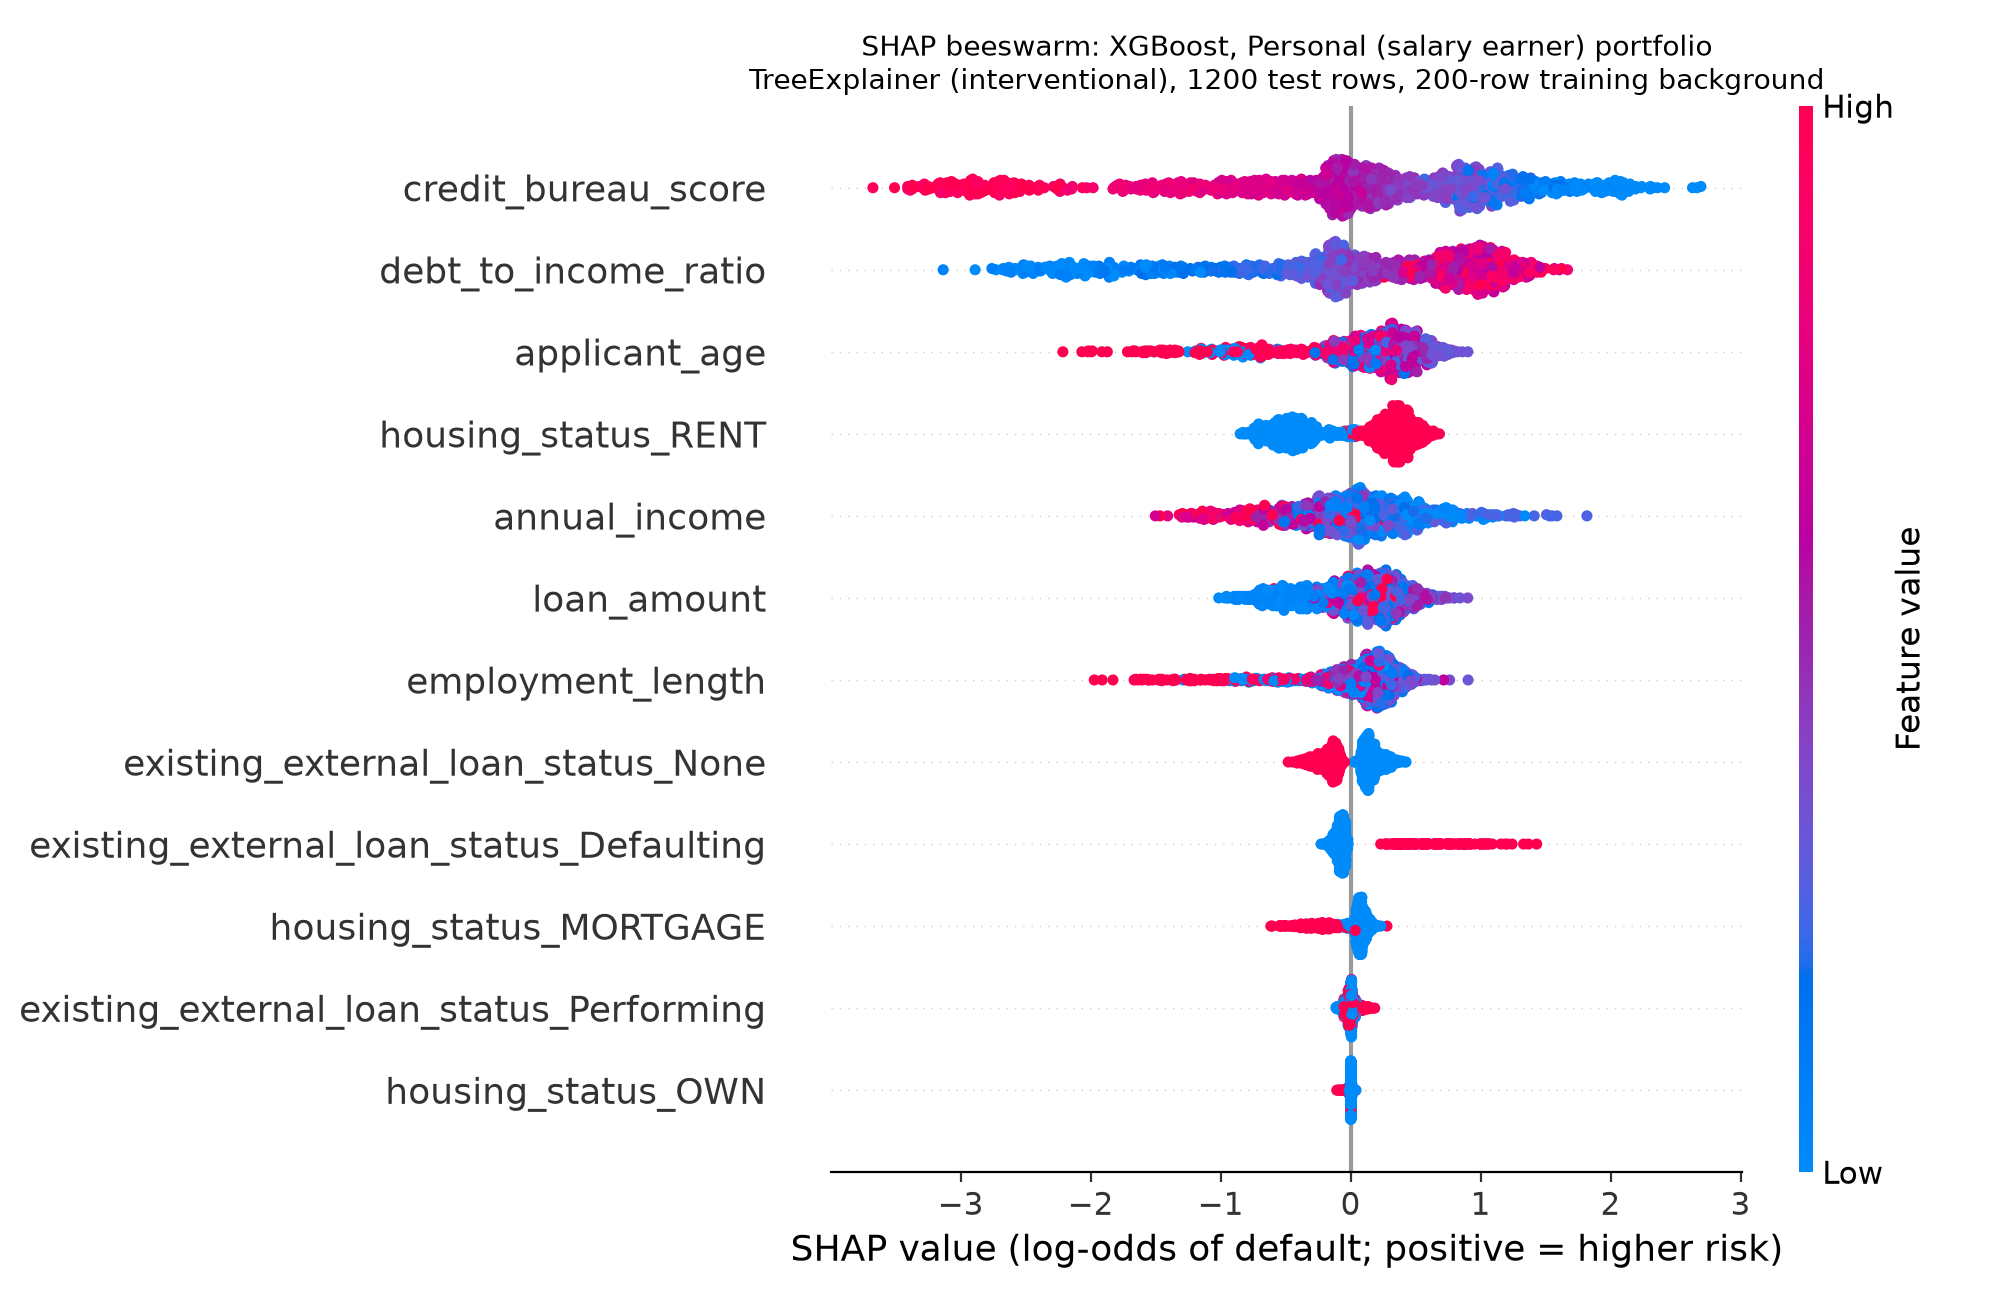 SHAP beeswarm: XGBoost, Personal (salary earner) portfolio
TreeExplainer (interventional), 1200 test rows, 200-row training background
High
credit_bureau_score
debt_to_income_ratio
applicant_age
housing_status_RENT
annual_income
loan_amount
employment_length
existing_external_loan_status_None
existing_external_loan_status_Defaulting
housing_status_MORTGAGE
existing_external_loan_status_Performing
housing_status_OWN
Feature value
Low
−3 −2 −1 0 1 2 3
SHAP value (log-odds of default; positive = higher risk)